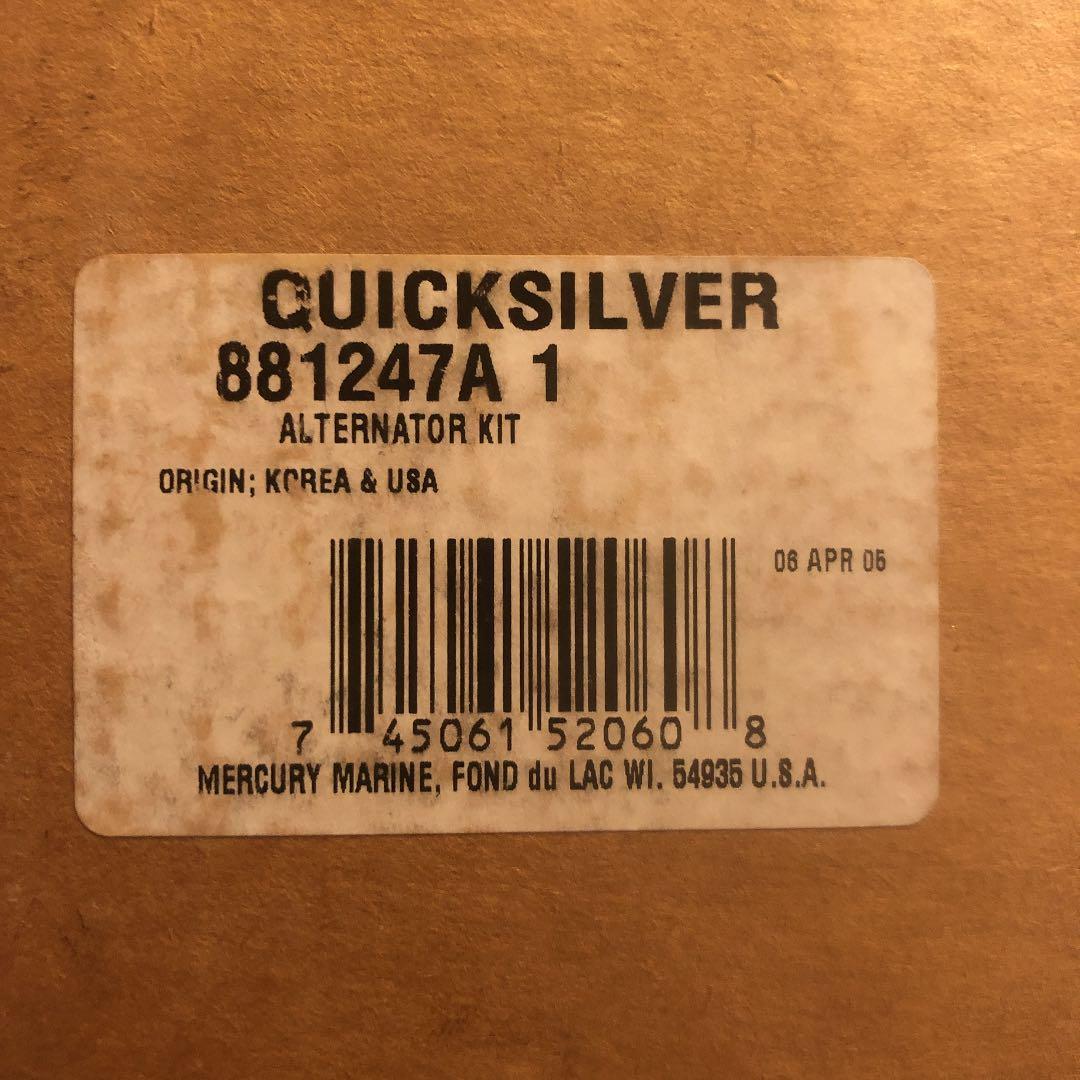 QUICKSILVER
881247A 1
ALTERNATOR KIT
ORIGIN; KOREA & USA
06 APR 05
7 45061 52060 8
MERCURY MARINE, FOND du LAC WI. 54935 U.S.A.